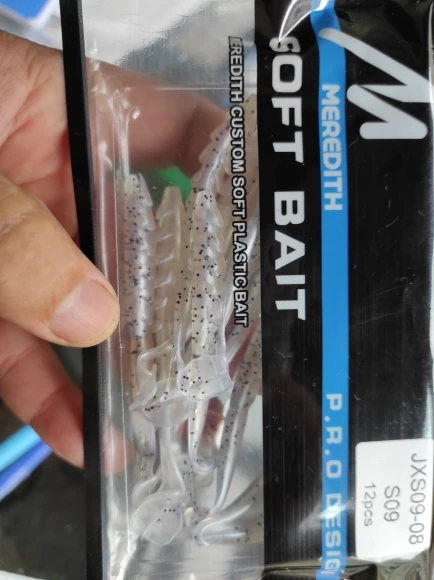 MEREDITH
P.R.O DESIG
SOFT BAIT
EREDITH CUSTOM SOFT PLASTIC BAIT
JXS09-08
S09
12pcs